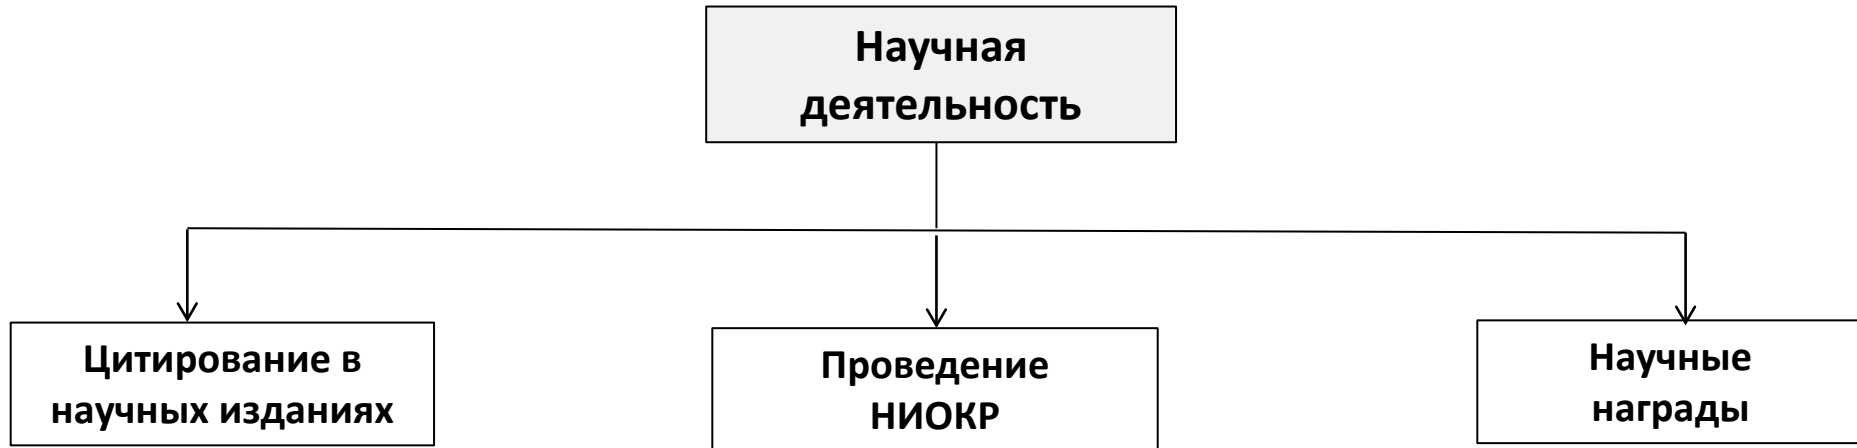 Научная
деятельность
Цитирование в
научных изданиях
Проведение
НИОКР
Научные
награды